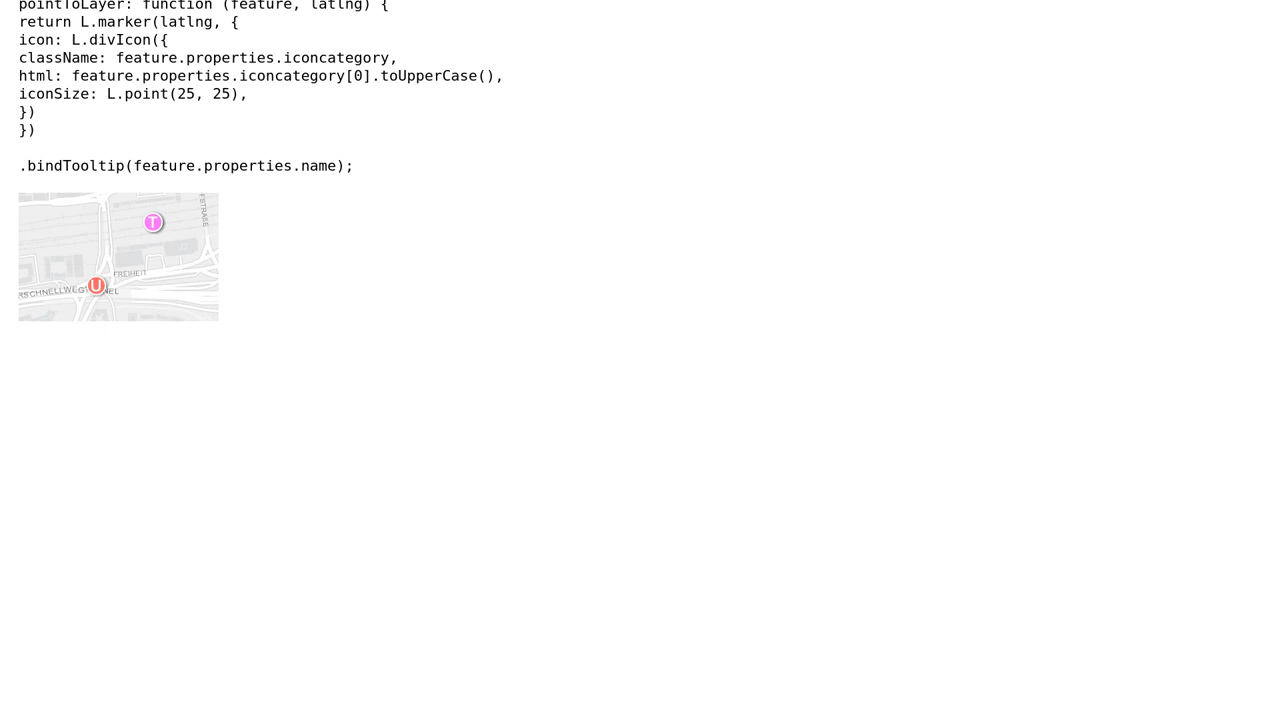 pointToLayer: function (feature, latlng) {
return L.marker(latlng, {
icon: L.divIcon({
className: feature.properties.iconcategory,
html: feature.properties.iconcategory[0].toUpperCase(),
iconSize: L.point(25, 25),
})
})
.bindTooltip(feature.properties.name);
FSTRAßE
T
FREIHEIT
U